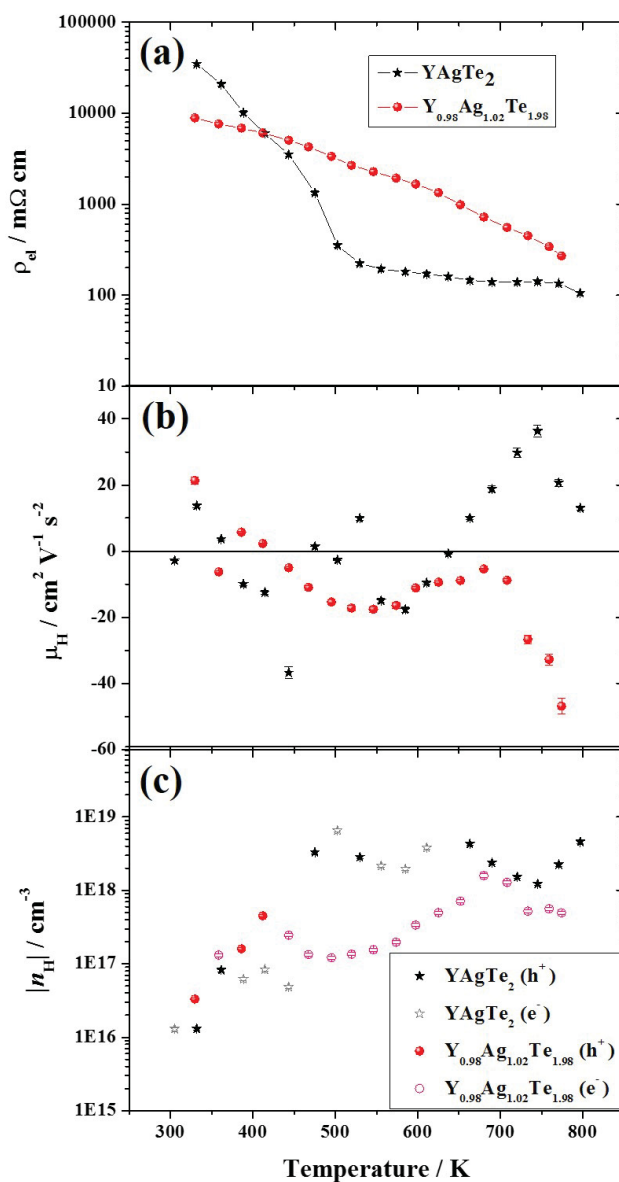 (a)
YAgTe₂
Y₀.₉₈Ag₁.₀₂Te₁.₉₈
100000
10000
1000
100
10
ρₑₗ / mΩ cm
(b)
40
20
0
-20
-40
-60
μ_H / cm² V⁻¹ s⁻²
(c)
1E19
1E18
1E17
1E16
1E15
|n_H| / cm⁻³
YAgTe₂ (h⁺)
YAgTe₂ (e⁻)
Y₀.₉₈Ag₁.₀₂Te₁.₉₈ (h⁺)
Y₀.₉₈Ag₁.₀₂Te₁.₉₈ (e⁻)
300 400 500 600 700 800
Temperature / K